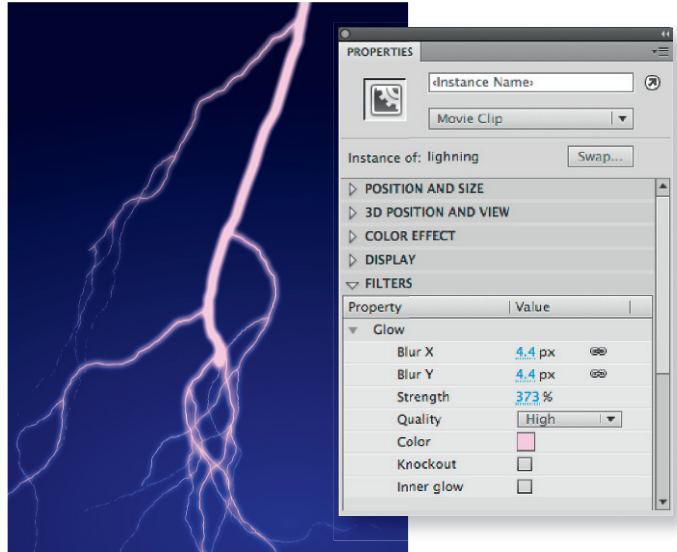 PROPERTIES
‹Instance Name›
Movie Clip
Instance of: lighning
Swap...
POSITION AND SIZE
3D POSITION AND VIEW
COLOR EFFECT
DISPLAY
FILTERS
Property Value
Glow
Blur X 4.4 px
Blur Y 4.4 px
Strength 373 %
Quality High
Color
Knockout
Inner glow